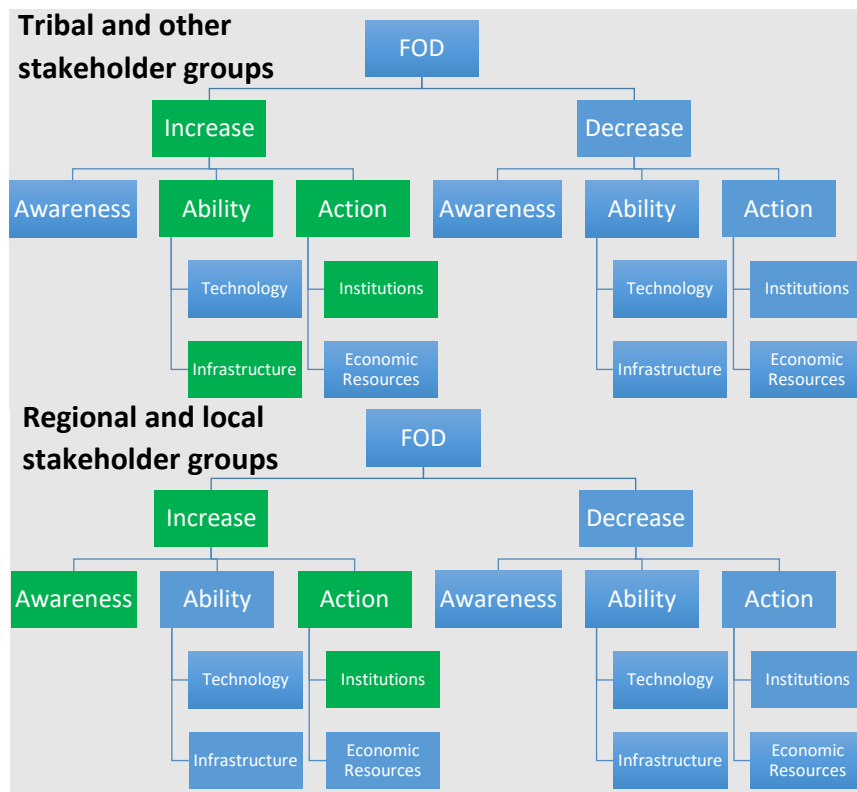 Tribal and other
stakeholder groups
FOD
Increase
Decrease
Awareness
Ability
Action
Awareness
Ability
Action
Technology
Institutions
Technology
Institutions
Infrastructure
Economic
Resources
Infrastructure
Economic
Resources
Regional and local
stakeholder groups
FOD
Increase
Decrease
Awareness
Ability
Action
Awareness
Ability
Action
Technology
Institutions
Technology
Institutions
Infrastructure
Economic
Resources
Infrastructure
Economic
Resources